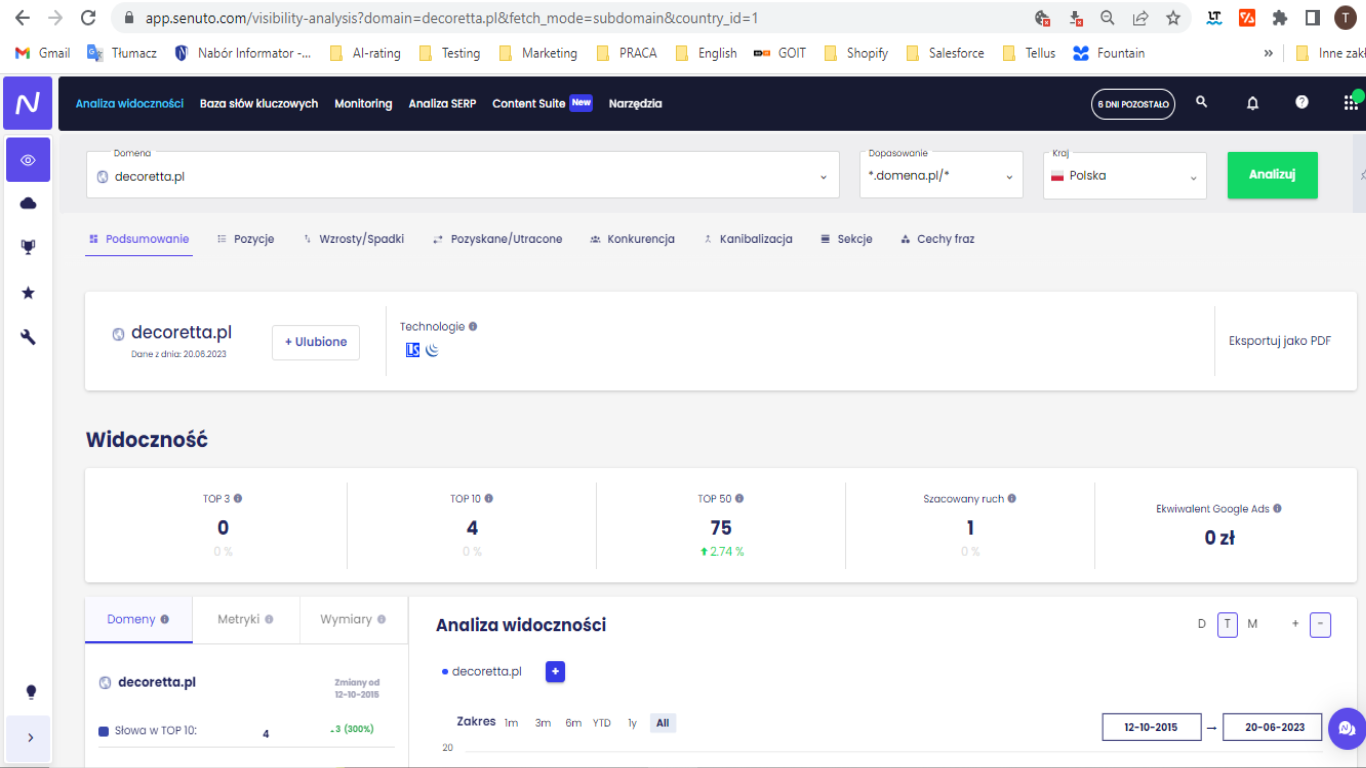 app.senuto.com/visibility-analysis?domain=decoretta.pl&fetch_mode=subdomain&country_id=1
T
Gmail Tłumacz Nabór Informator -... AI-rating Testing Marketing PRACA English GOIT Shopify Salesforce Tellus Fountain » Inne zakł
Analiza widoczności Baza słów kluczowych Monitoring Analiza SERP Content Suite New Narzędzia 6 DNI POZOSTAŁO
Domena Dopasowanie Kraj
decoretta.pl *.domena.pl/* Polska Analizuj
Podsumowanie Pozycje Wzrosty/Spadki Pozyskane/Utracone Konkurencja Kanibalizacja Sekcje Cechy fraz
decoretta.pl
Dane z dnia: 20.06.2023
+ Ulubione
Technologie
LS
Eksportuj jako PDF
Widoczność
TOP 3 TOP 10 TOP 50 Szacowany ruch Ekwiwalent Google Ads
0 4 75 1 0 zł
0 % 0 % 2.74 % 0 %
Domeny Metryki Wymiary
decoretta.pl Zmiany od
12-10-2015
Słowa w TOP 10: 4 3 (300%)
Analiza widoczności D T M + -
decoretta.pl +
Zakres 1m 3m 6m YTD 1y All 12-10-2015 → 20-06-2023
20